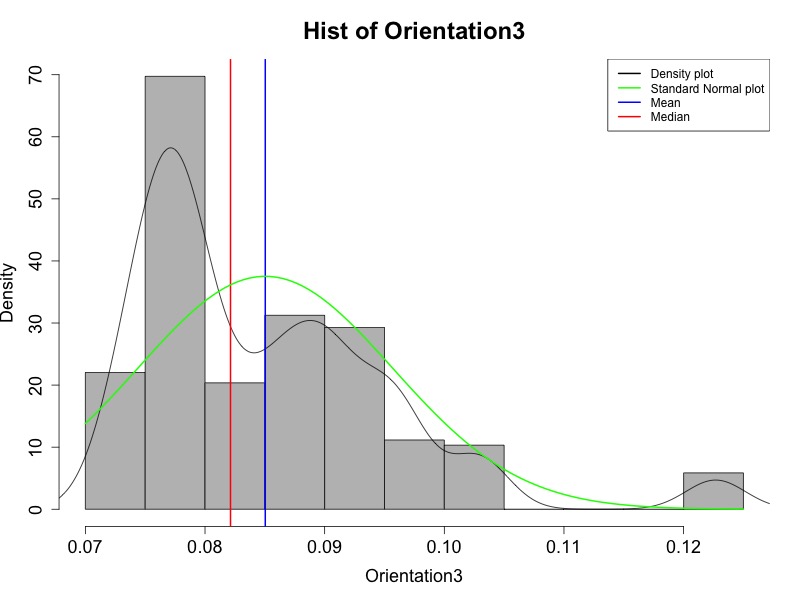 Hist of Orientation3
Density plot
Standard Normal plot
Mean
Median
Density
70
60
50
40
30
20
10
0
0.07 0.08 0.09 0.10 0.11 0.12
Orientation3